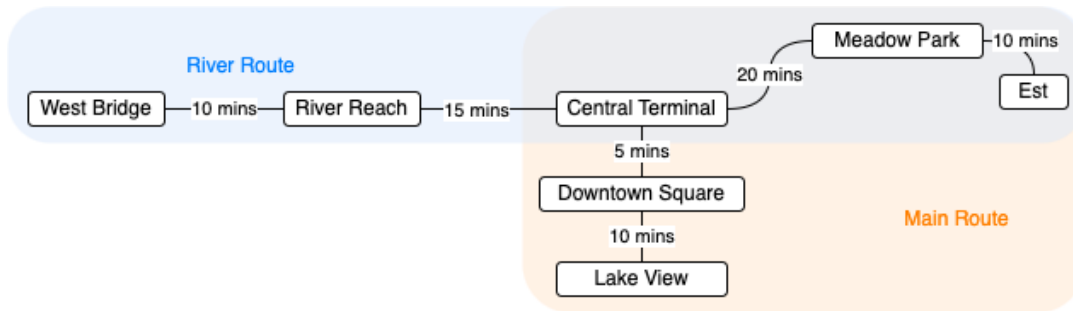 River Route
Meadow Park
10 mins
20 mins
Est
West Bridge
10 mins
River Reach
15 mins
Central Terminal
5 mins
Downtown Square
Main Route
10 mins
Lake View